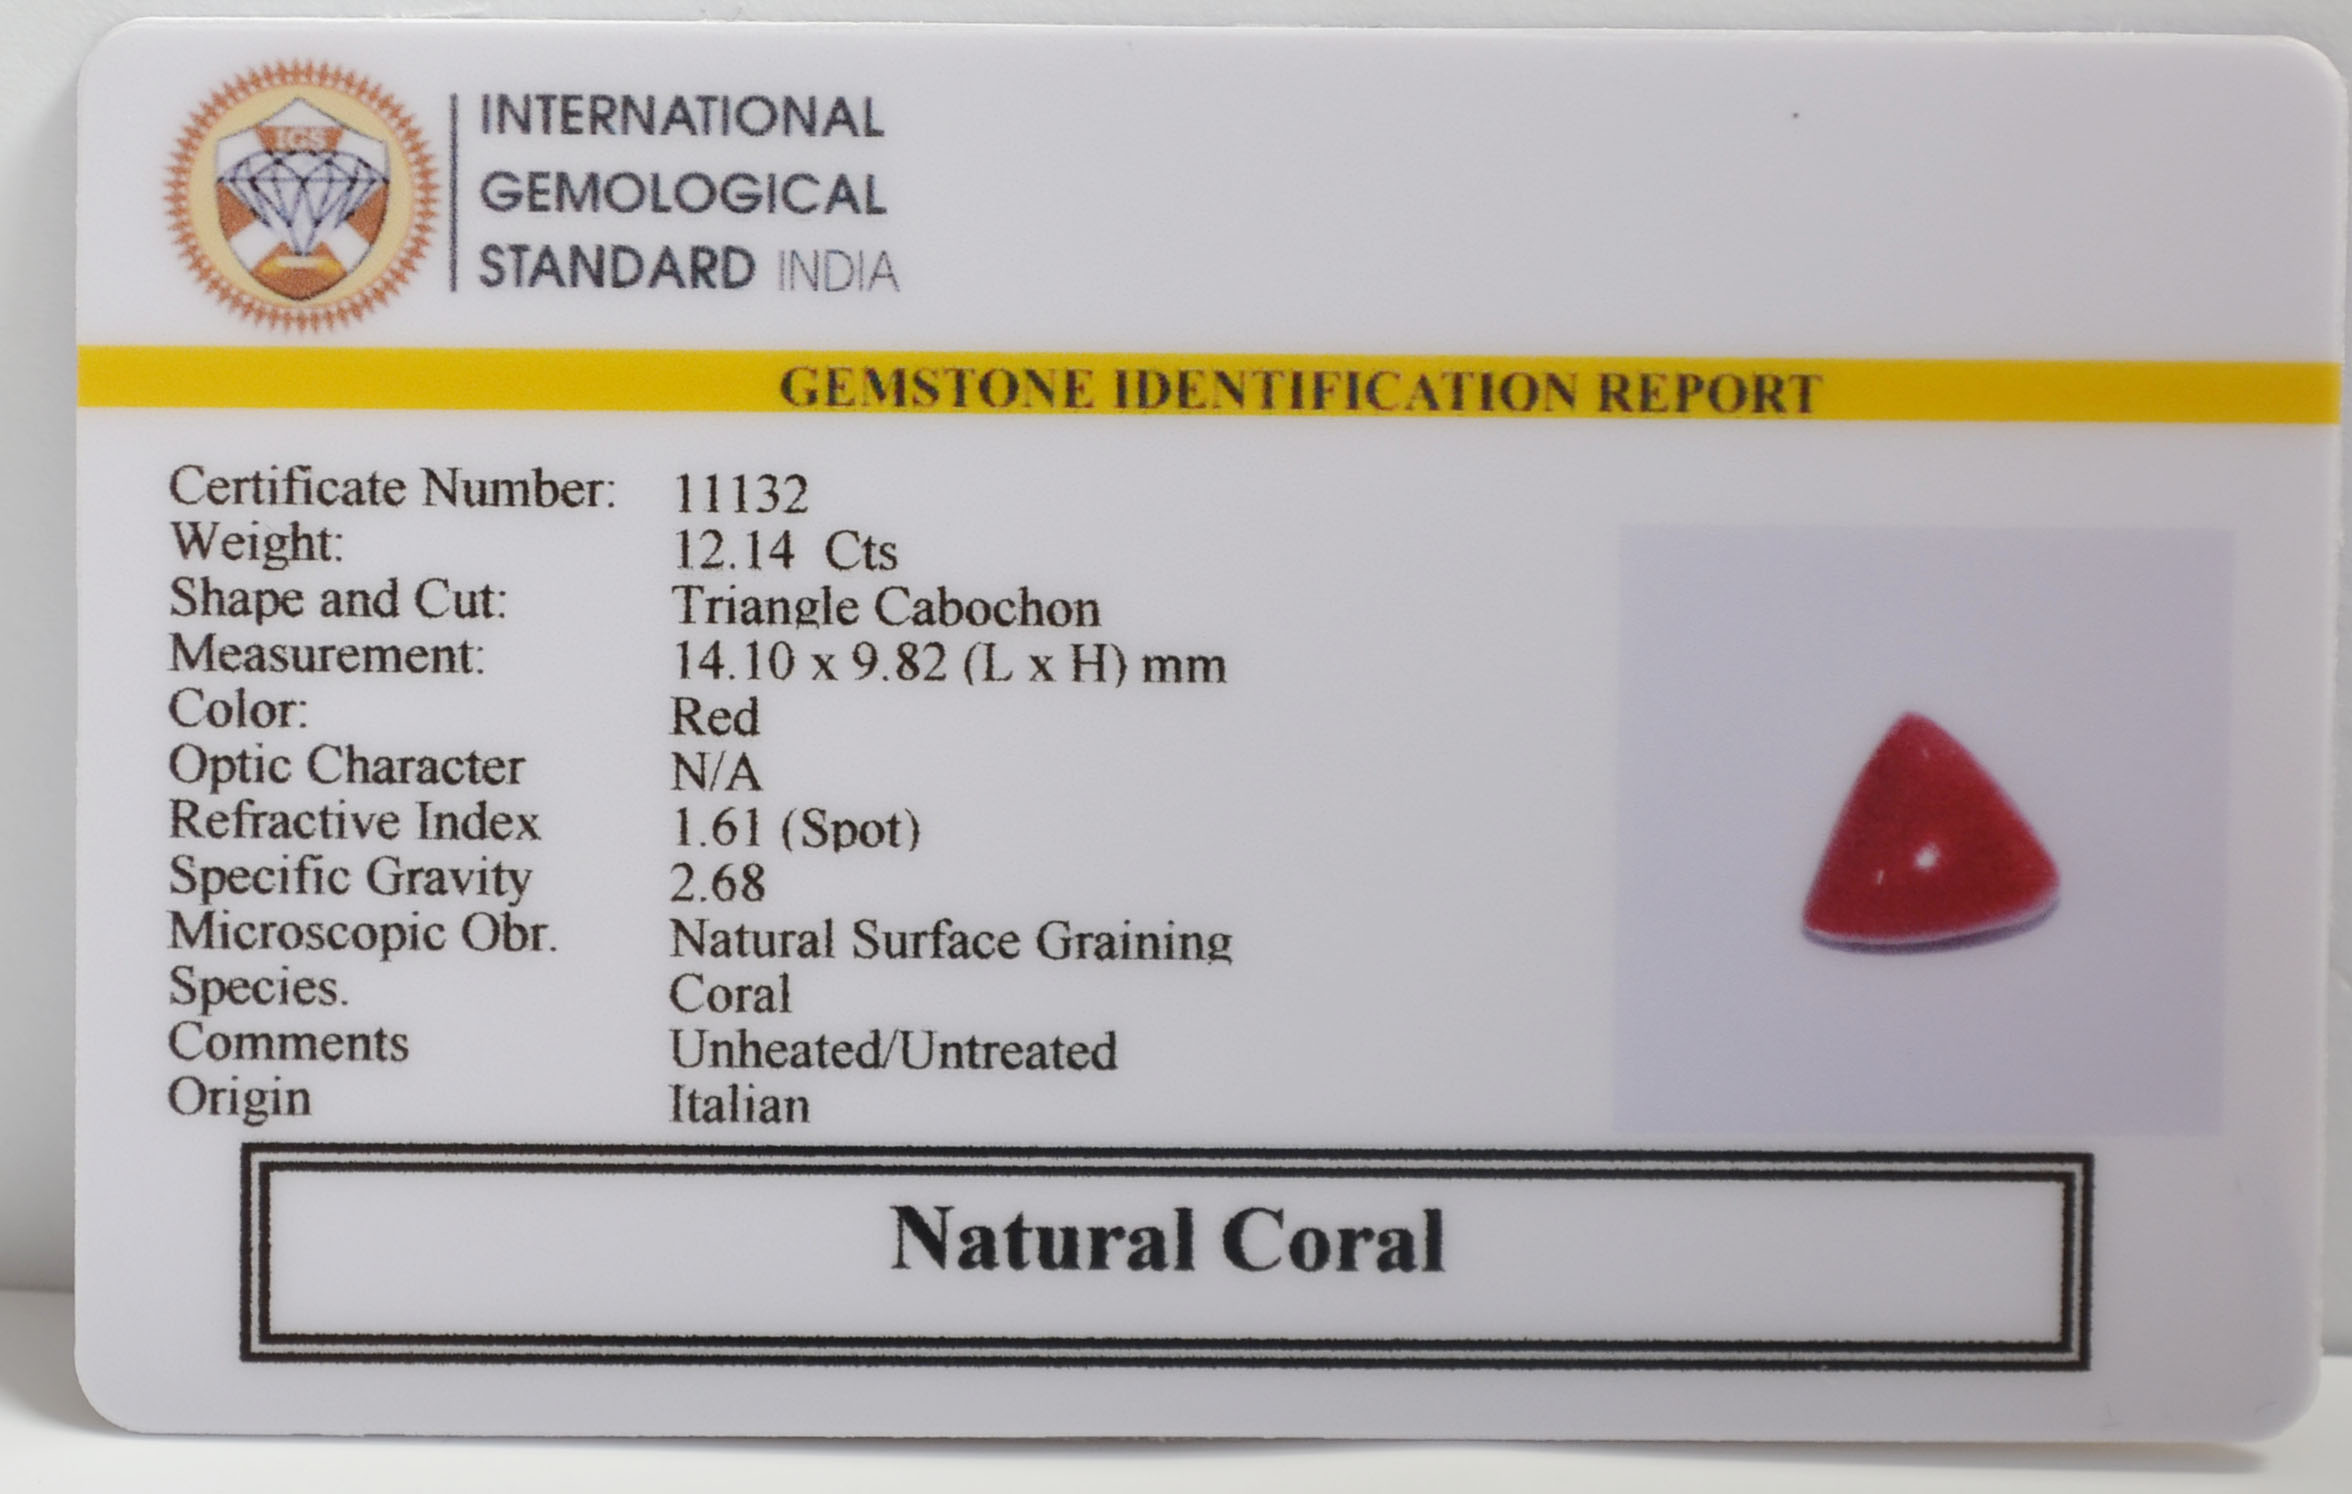 IGS
INTERNATIONAL
GEMOLOGICAL
STANDARD INDIA
GEMSTONE IDENTIFICATION REPORT
Certificate Number: 11132
Weight: 12.14 Cts
Shape and Cut: Triangle Cabochon
Measurement: 14.10 x 9.82 (L x H) mm
Color: Red
Optic Character N/A
Refractive Index 1.61 (Spot)
Specific Gravity 2.68
Microscopic Obr. Natural Surface Graining
Species. Coral
Comments Unheated/Untreated
Origin Italian
Natural Coral